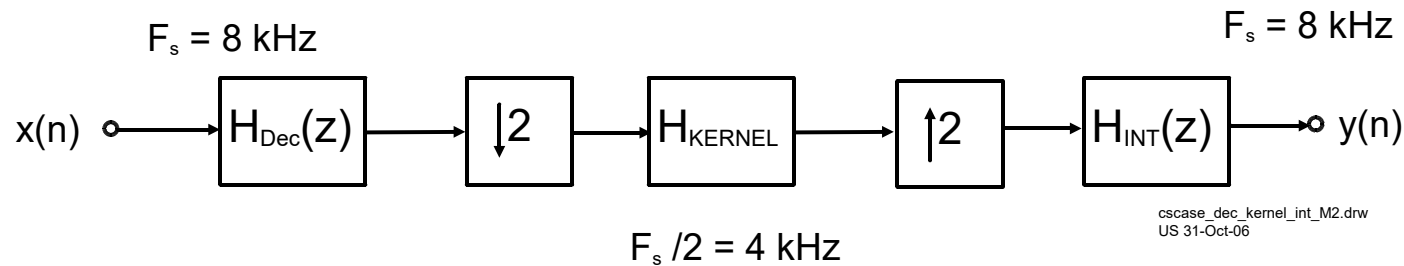 F_s = 8 kHz
F_s = 8 kHz
x(n)
H_Dec(z)
↓2
H_KERNEL
↑2
H_INT(z)
y(n)
cscase_dec_kernel_int_M2.drw
US 31-Oct-06
F_s /2 = 4 kHz